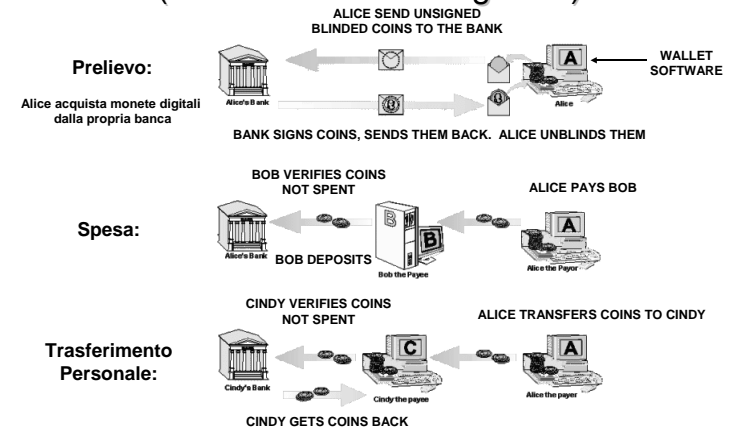 ALICE SEND UNSIGNED
BLINDED COINS TO THE BANK
Prelievo:
A
WALLET
SOFTWARE
Alice's Bank
Alice
Alice acquista monete digitali
dalla propria banca
BANK SIGNS COINS, SENDS THEM BACK. ALICE UNBLINDS THEM
BOB VERIFIES COINS
NOT SPENT
ALICE PAYS BOB
Spesa:
B
B
A
Alice's Bank
BOB DEPOSITS
Bob the Payee
Alice the Payor
CINDY VERIFIES COINS
NOT SPENT
ALICE TRANSFERS COINS TO CINDY
Trasferimento
Personale:
C
A
Cindy's Bank
Cindy the payee
Alice the payer
CINDY GETS COINS BACK